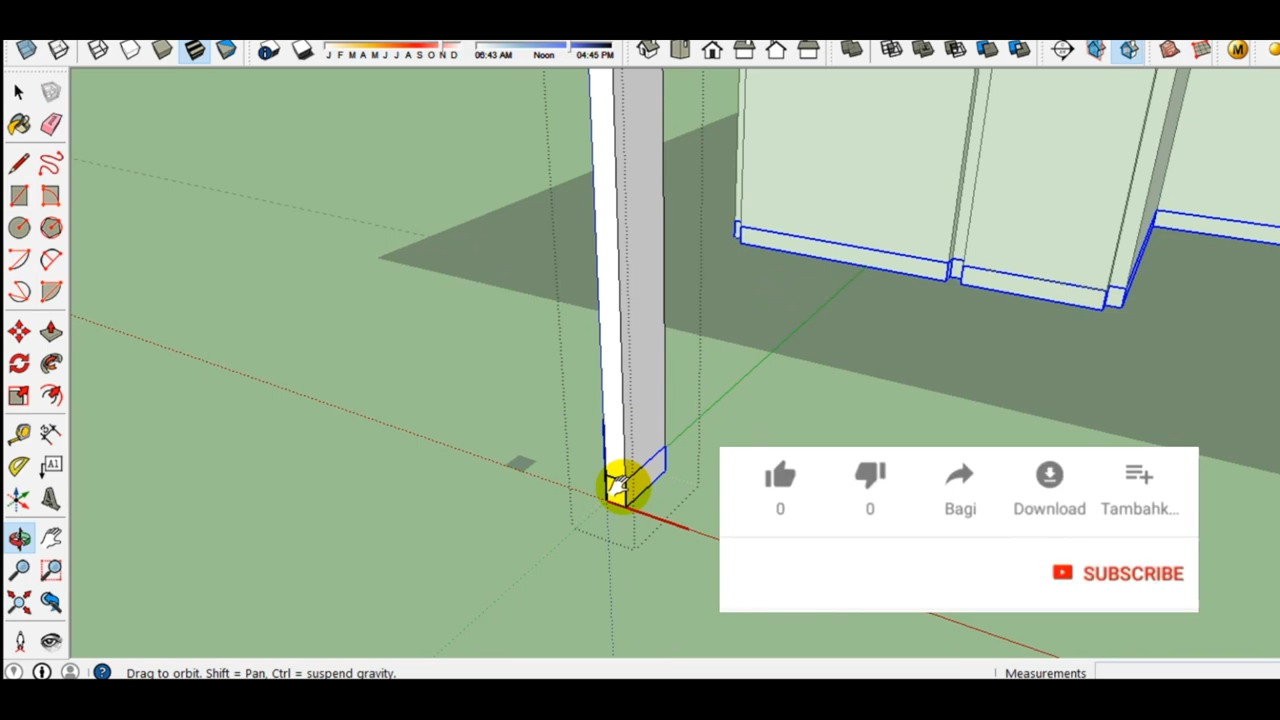 J F M A M J J A S O N D
06:43 AM Noon 04:45 PM
M
A1
0 0 Bagi Download Tambahk...
SUBSCRIBE
? Drag to orbit. Shift = Pan, Ctrl = suspend gravity.
Measurements